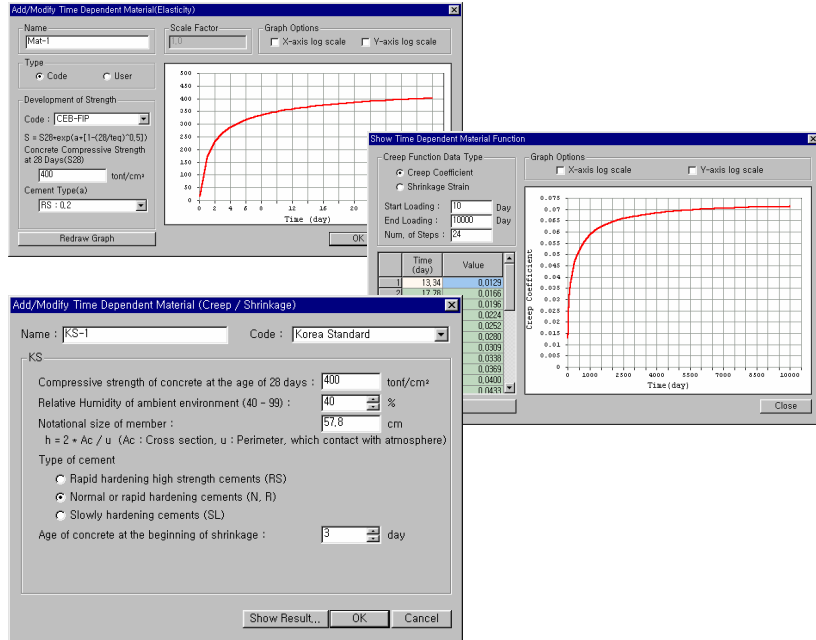 Add/Modify Time Dependent Material(Elasticity)
Name
Mat-1
Scale Factor
1,0
Graph Options
X-axis log scale
Y-axis log scale
Type
Code
User
Development of Strength
Code : CEB-FIP
S = S28*exp(a*[1-(28/teq)^0,5])
Concrete Compressive Strength
at 28 Days(S28)
400 tonf/cm²
Cement Type(a)
RS : 0,2
Redraw Graph
500
450
400
350
300
250
200
150
100
50
0
0 2 4 6 8 12 16 20
Time (day)
OK
Show Time Dependent Material Function
Creep Function Data Type
Creep Coefficient
Shrinkage Strain
Start Loading : 10 Day
End Loading : 10000 Day
Num, of Steps : 24
Time
(day)
Value
1 13,34 0,0129
2 17,78 0,0166
0,0196
0,0224
0,0252
0,0280
0,0309
0,0338
0,0369
0,0400
0,0433
Graph Options
X-axis log scale
Y-axis log scale
Creep Coefficient
0.075
0.07
0.065
0.06
0.055
0.05
0.045
0.04
0.035
0.03
0.025
0.02
0.015
0.01
0.005
0
0 1000 2500 4000 5500 7000 8500 10000
Time(day)
Close
Add/Modify Time Dependent Material (Creep / Shrinkage)
Name : KS-1
Code : Korea Standard
KS
Compressive strength of concrete at the age of 28 days : 400 tonf/cm²
Relative Humidity of ambient environment (40 - 99) : 40 %
Notational size of member : 57,8 cm
h = 2 * Ac / u (Ac : Cross section, u : Perimeter, which contact with atmosphere)
Type of cement
Rapid hardening high strength cements (RS)
Normal or rapid hardening cements (N, R)
Slowly hardening cements (SL)
Age of concrete at the beginning of shrinkage : 3 day
Show Result,,,
OK
Cancel